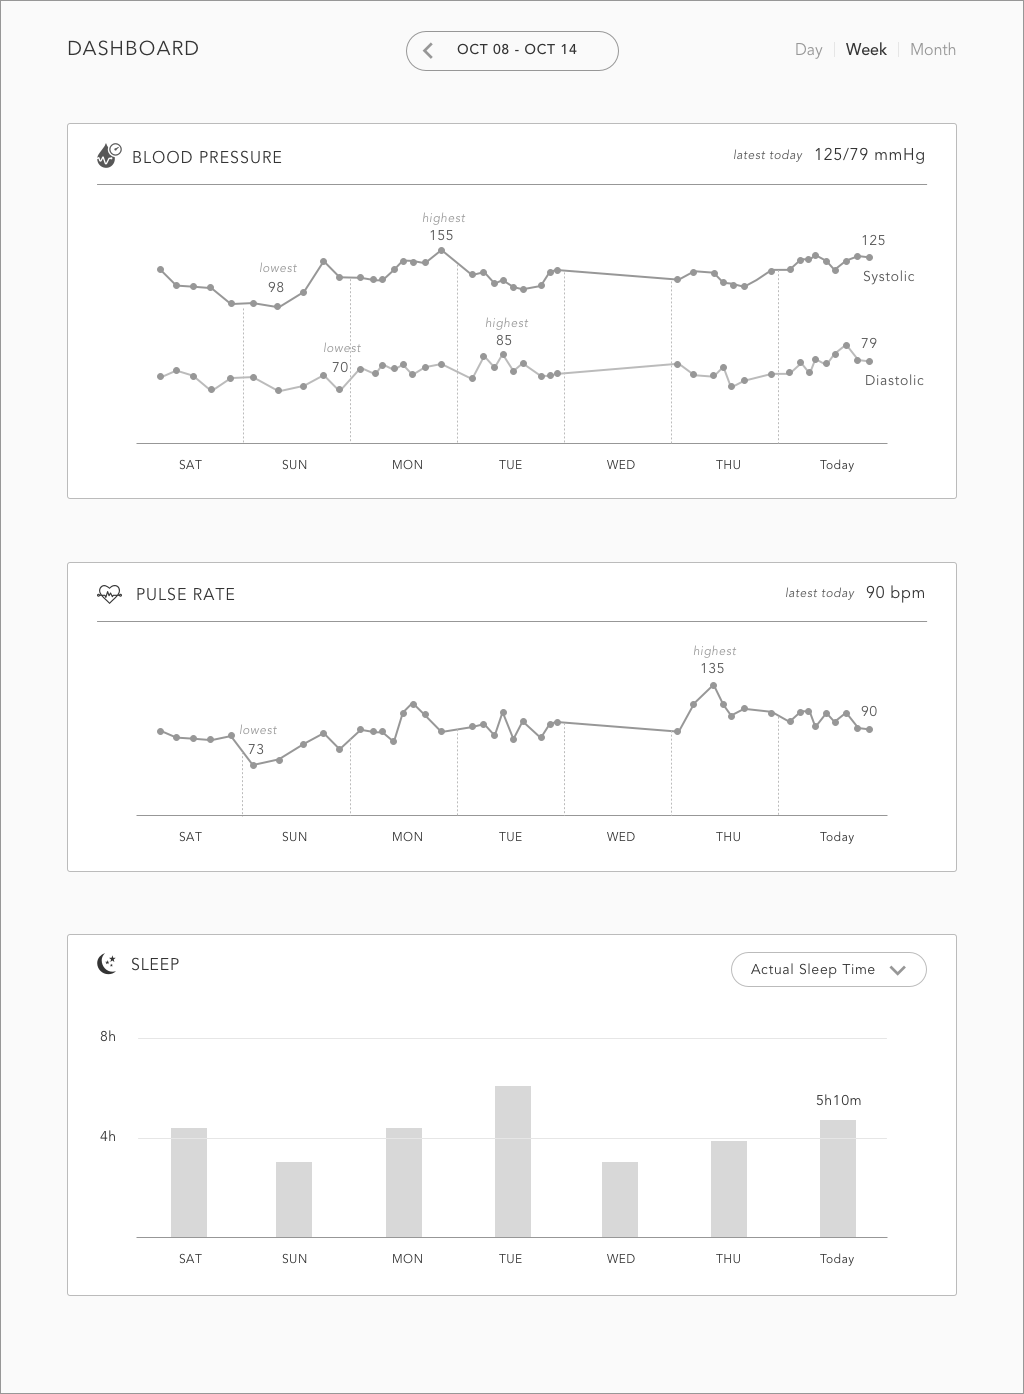 DASHBOARD
OCT 08 - OCT 14
Day Week Month
BLOOD PRESSURE
latest today 125/79 mmHg
highest
155
125
lowest
98
Systolic
highest
85
79
lowest
70
Diastolic
SAT SUN MON TUE WED THU Today
PULSE RATE
latest today 90 bpm
highest
135
90
lowest
73
SAT SUN MON TUE WED THU Today
SLEEP
Actual Sleep Time
8h
5h10m
4h
SAT SUN MON TUE WED THU Today